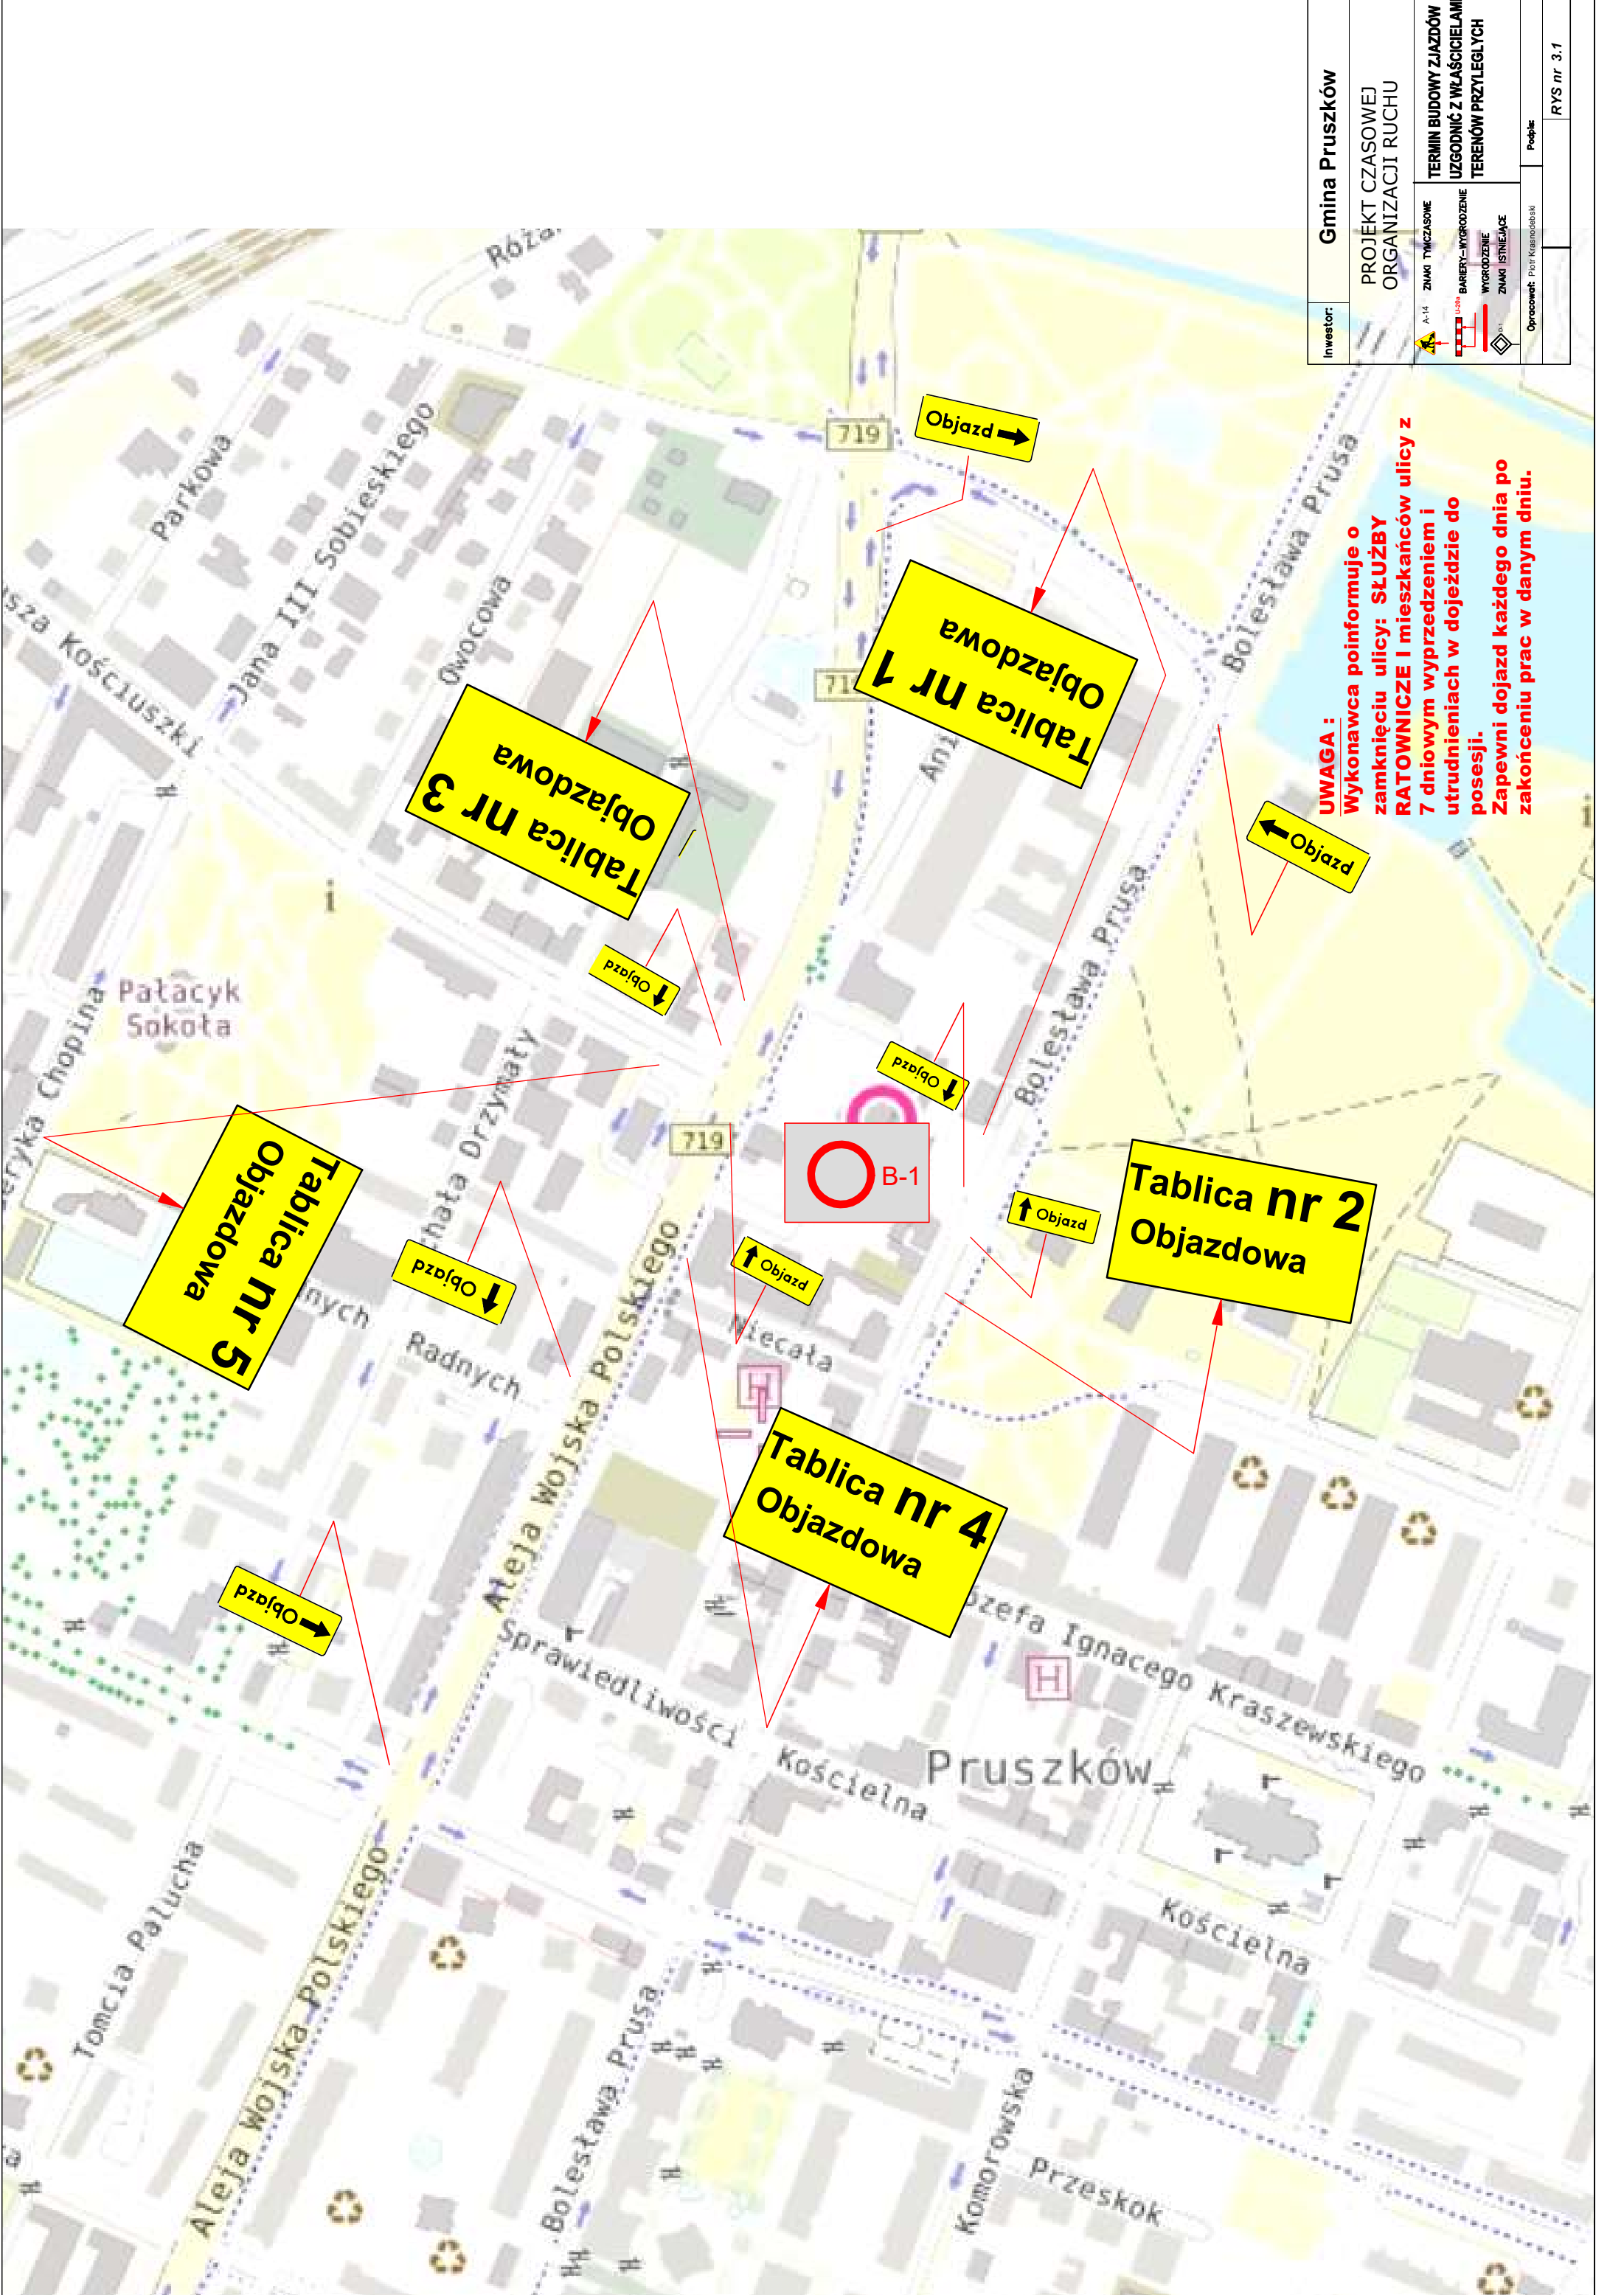 Inwestor:
Gmina Pruszków
PROJEKT CZASOWEJ
ORGANIZACJI RUCHU
A-14
ZNAKI TYMCZASOWE
U-20a
BARIERY-WYGRODZENIE
WYGRODZENIE
ZNAKI ISTNIEJĄCE
TERMIN BUDOWY ZJAZDÓW
UZGODNIĆ Z WŁAŚCICIELAMI
TERENÓW PRZYLEGLYCH
Opracował: Piotr Krasnodębski
Podpis:
RYS nr 3.1
UWAGA :
Wykonawca poinformuje o
zamknięciu ulicy: SŁUŻBY
RATOWNICZE I mieszkańców ulicy z
7 dniowym wyprzedzeniem i
utrudnieniach w dojeździe do
posesji.
Zapewni dojazd każdego dnia po
zakończeniu prac w danym dniu.
Parkowa
Jana III Sobieskiego
Kościuszki
Owocowa
719
Objazd
Tablica nr 1
Objazdowa
Tablica nr 3
Objazdowa
Bolesława Prusa
Objazd
i
Objazd
Pałacyk
Sokoła
Bolesława Prusa
Objazd
719
B-1
Tablica nr 5
Objazdowa
Objazd
Objazd
Objazd
Tablica nr 2
Objazdowa
Radnych
Niecała
H
Aleja Wojska Polskiego
Tablica nr 4
Objazdowa
Objazd
Sprawiedliwości
Kościelna
Ignacego Kraszewskiego
H
Pruszków
Kościelna
Tomcia Palucha
Aleja Wojska Polskiego
Bolesława Prusa
Komorowska
Przeskok